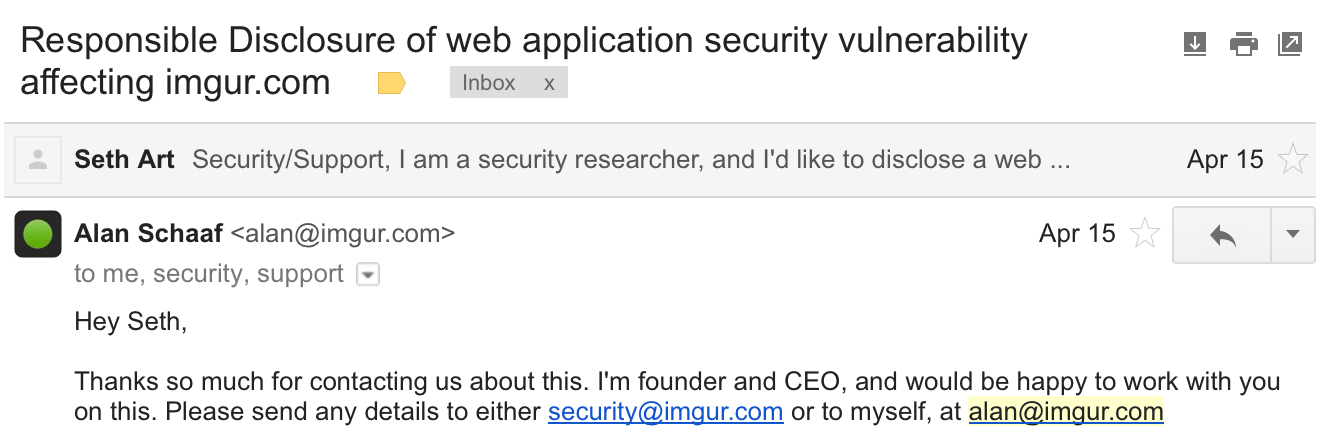 Responsible Disclosure of web application security vulnerability
affecting imgur.com Inbox x
Seth Art Security/Support, I am a security researcher, and I'd like to disclose a web ... Apr 15
Alan Schaaf <alan@imgur.com> Apr 15
to me, security, support
Hey Seth,
Thanks so much for contacting us about this. I'm founder and CEO, and would be happy to work with you
on this. Please send any details to either security@imgur.com or to myself, at alan@imgur.com